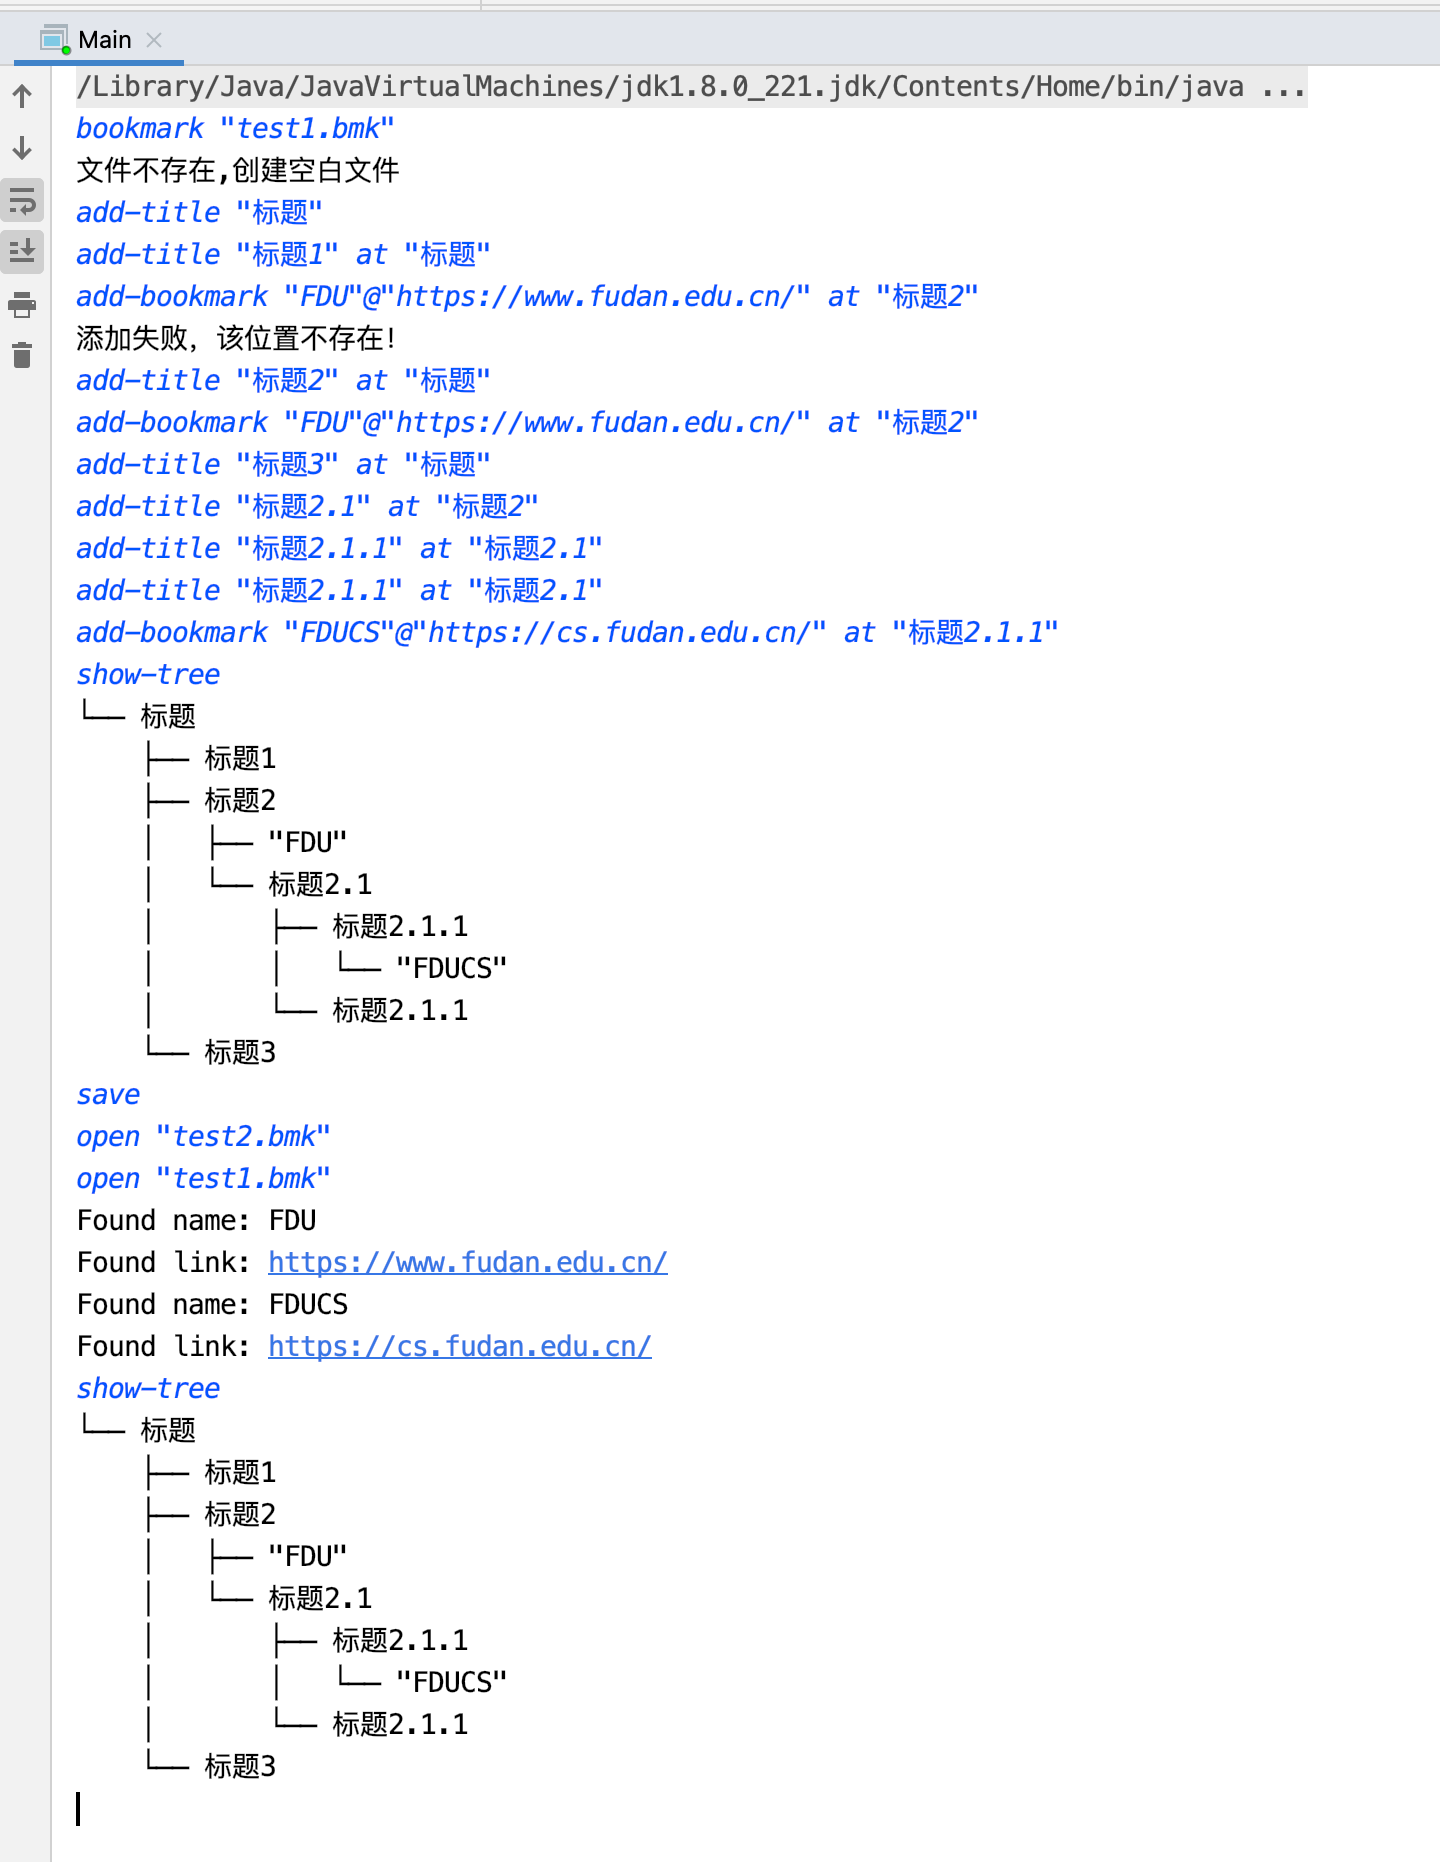 Main
/Library/Java/JavaVirtualMachines/jdk1.8.0_221.jdk/Contents/Home/bin/java ...
bookmark "test1.bmk"
文件不存在,创建空白文件
add-title "标题"
add-title "标题1" at "标题"
add-bookmark "FDU"@"https://www.fudan.edu.cn/" at "标题2"
添加失败，该位置不存在！
add-title "标题2" at "标题"
add-bookmark "FDU"@"https://www.fudan.edu.cn/" at "标题2"
add-title "标题3" at "标题"
add-title "标题2.1" at "标题2"
add-title "标题2.1.1" at "标题2.1"
add-title "标题2.1.1" at "标题2.1"
add-bookmark "FDUCS"@"https://cs.fudan.edu.cn/" at "标题2.1.1"
show-tree
└── 标题
    ├── 标题1
    ├── 标题2
    │   ├── "FDU"
    │   └── 标题2.1
    │       ├── 标题2.1.1
    │       │   └── "FDUCS"
    │       └── 标题2.1.1
    └── 标题3
save
open "test2.bmk"
open "test1.bmk"
Found name: FDU
Found link: https://www.fudan.edu.cn/
Found name: FDUCS
Found link: https://cs.fudan.edu.cn/
show-tree
└── 标题
    ├── 标题1
    ├── 标题2
    │   ├── "FDU"
    │   └── 标题2.1
    │       ├── 标题2.1.1
    │       │   └── "FDUCS"
    │       └── 标题2.1.1
    └── 标题3